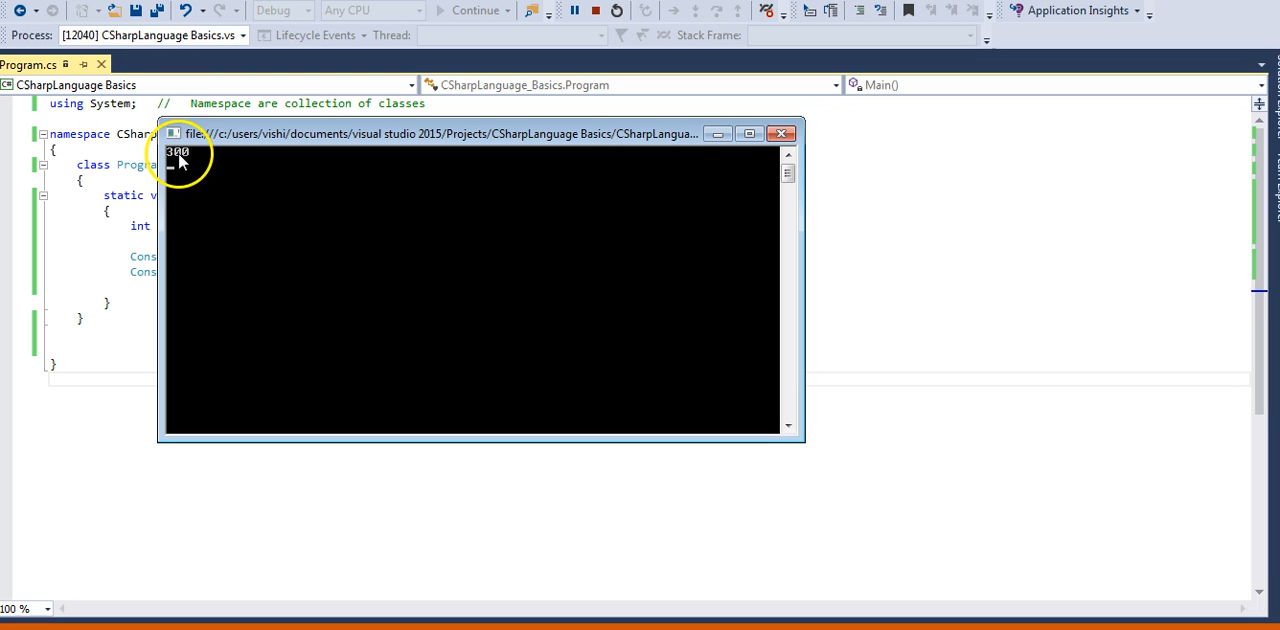 Debug Any CPU Continue Application Insights
Process: [12040] CSharpLanguage Basics.vs Lifecycle Events Thread: Stack Frame:
Program.cs
C# CSharpLanguage Basics CSharpLanguage_Basics.Program Main()
using System; // Namespace are collection of classes
namespace CSharp
file:///c:/users/vishi/documents/visual studio 2015/Projects/CSharpLanguage Basics/CSharpLangua...
300
{
class Progra
{
static v
{
int
Cons
Cons
}
}
}
100 %